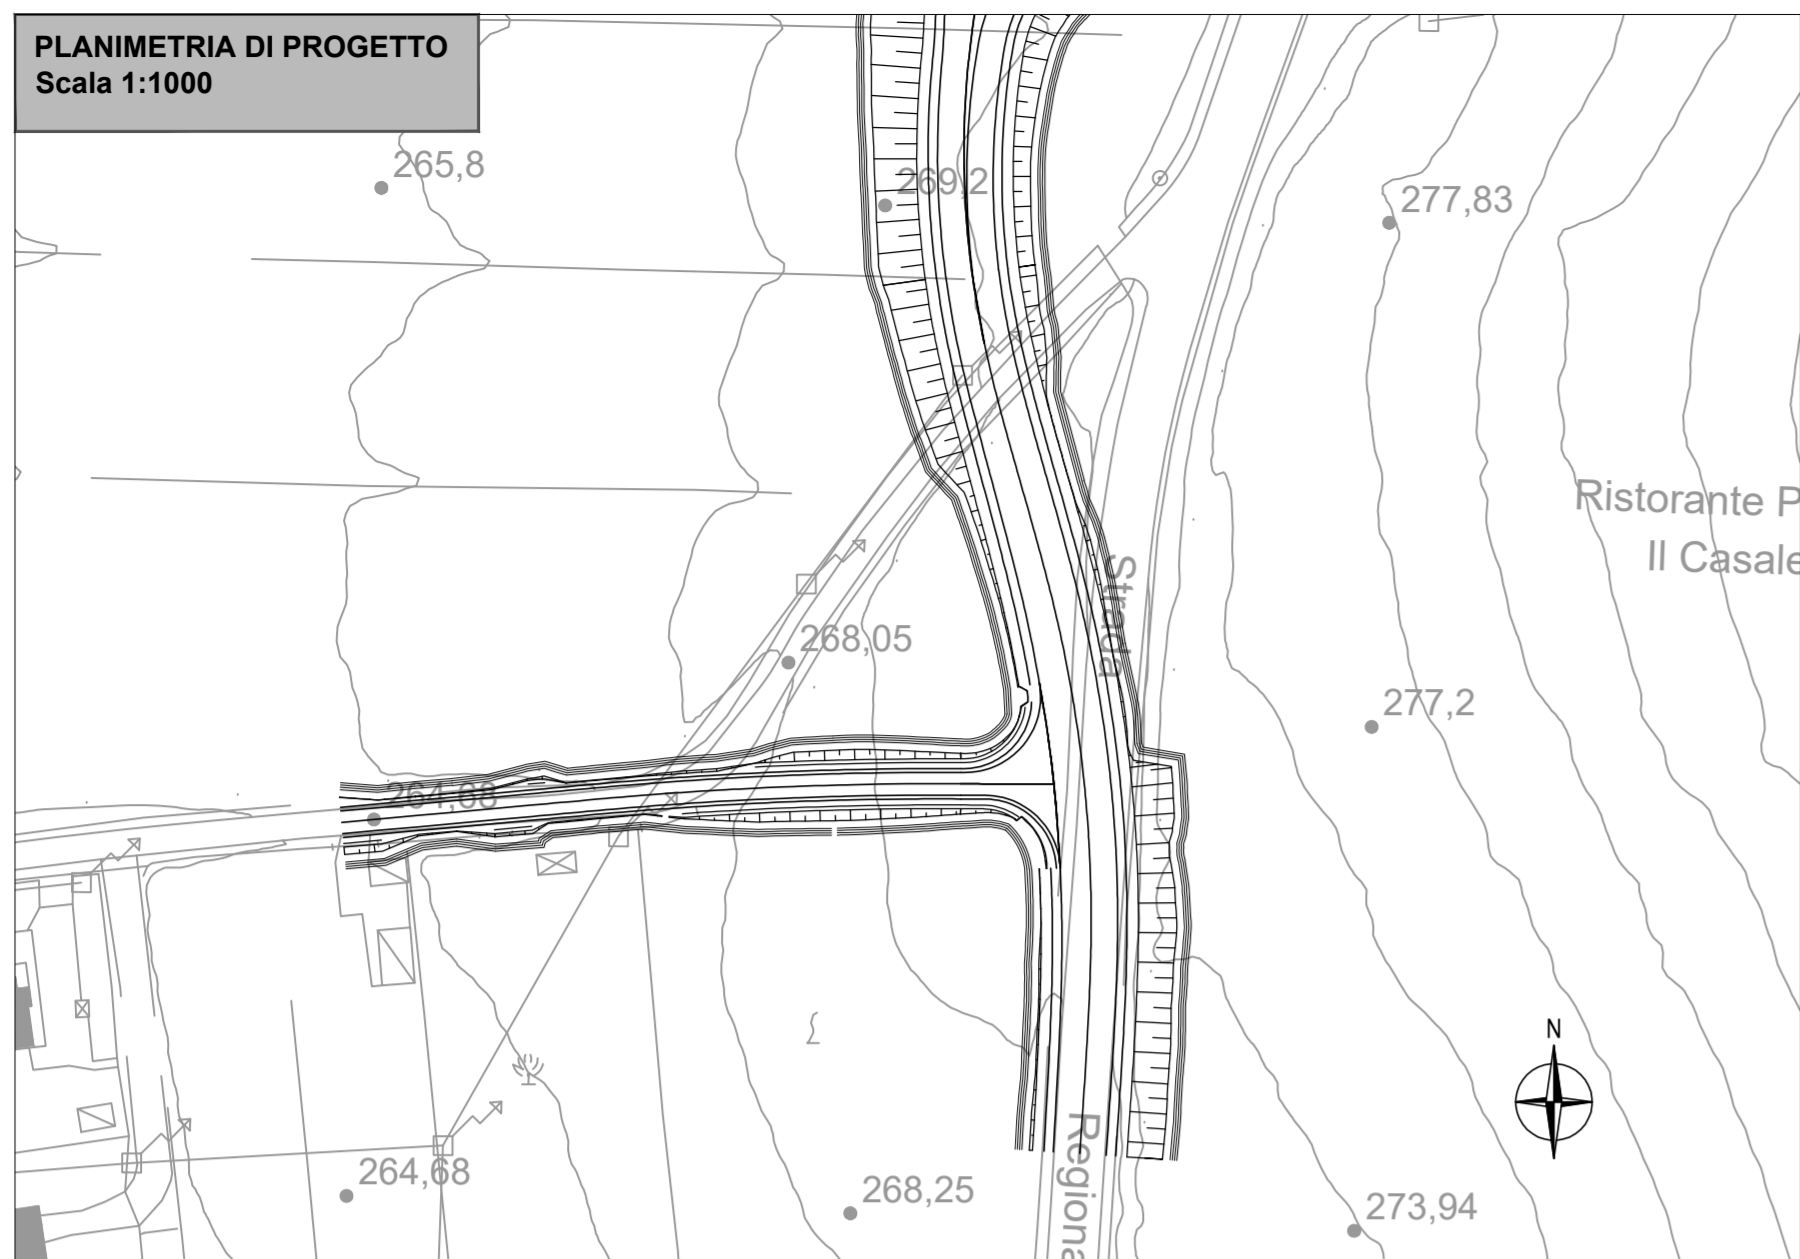 PLANIMETRIA DI PROGETTO
Scala 1:1000
265,8
269,2
277,83
Ristorante P
Il Casale
Strada
268,05
277,2
264,68
N
Regiona
264,68
268,25
273,94